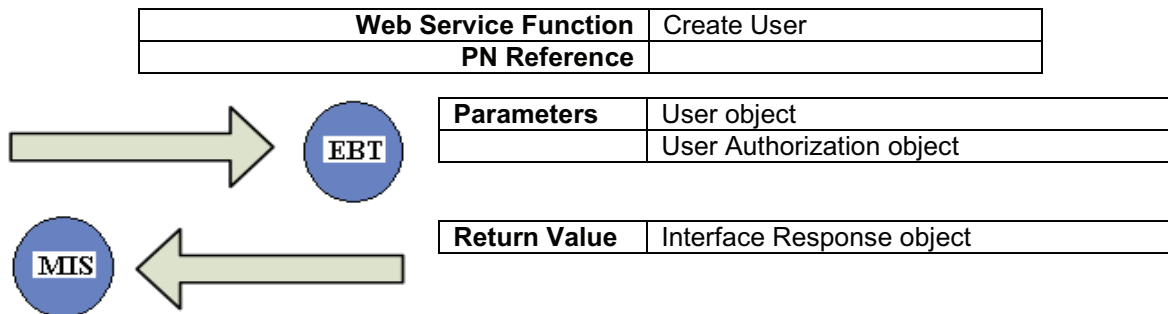 Web Service Function Create User
PN Reference
EBT
Parameters User object
User Authorization object
MIS
Return Value Interface Response object